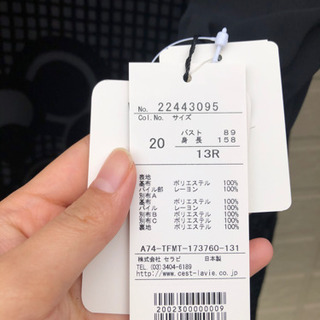 No. 22443095
Col.No. サイズ
バスト 89
20 身長 158
13R
表地
基布 ポリエステル 100%
パイル部 レーヨン 100%
別布A
基布 ポリエステル 100%
パイル レーヨン 100%
別布B ポリエステル 100%
別布C ポリエステル 100%
裏地 ポリエステル 100%
A74-TFMT-173760-131
株式会社 セラビ 日本製
TEL.(03)3404-6189
http://www.cest-lavie.co.jp
2002300000009